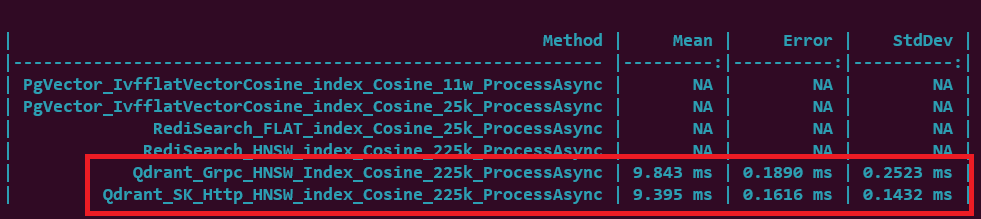 |                                                     Method |     Mean |     Error |    StdDev |
|----------------------------------------------------------- |---------:|----------:|----------:|
| PgVector_IvfflatVectorCosine_index_Cosine_11w_ProcessAsync |       NA |        NA |        NA |
| PgVector_IvfflatVectorCosine_index_Cosine_25k_ProcessAsync |       NA |        NA |        NA |
|              RediSearch_FLAT_index_Cosine_25k_ProcessAsync |       NA |        NA |        NA |
|             RediSearch_HNSW_index_Cosine_225k_ProcessAsync |       NA |        NA |        NA |
|            Qdrant_Grpc_HNSW_Index_Cosine_225k_ProcessAsync | 9.843 ms | 0.1890 ms | 0.2523 ms |
|         Qdrant_SK_Http_HNSW_Index_Cosine_225k_ProcessAsync | 9.395 ms | 0.1616 ms | 0.1432 ms |